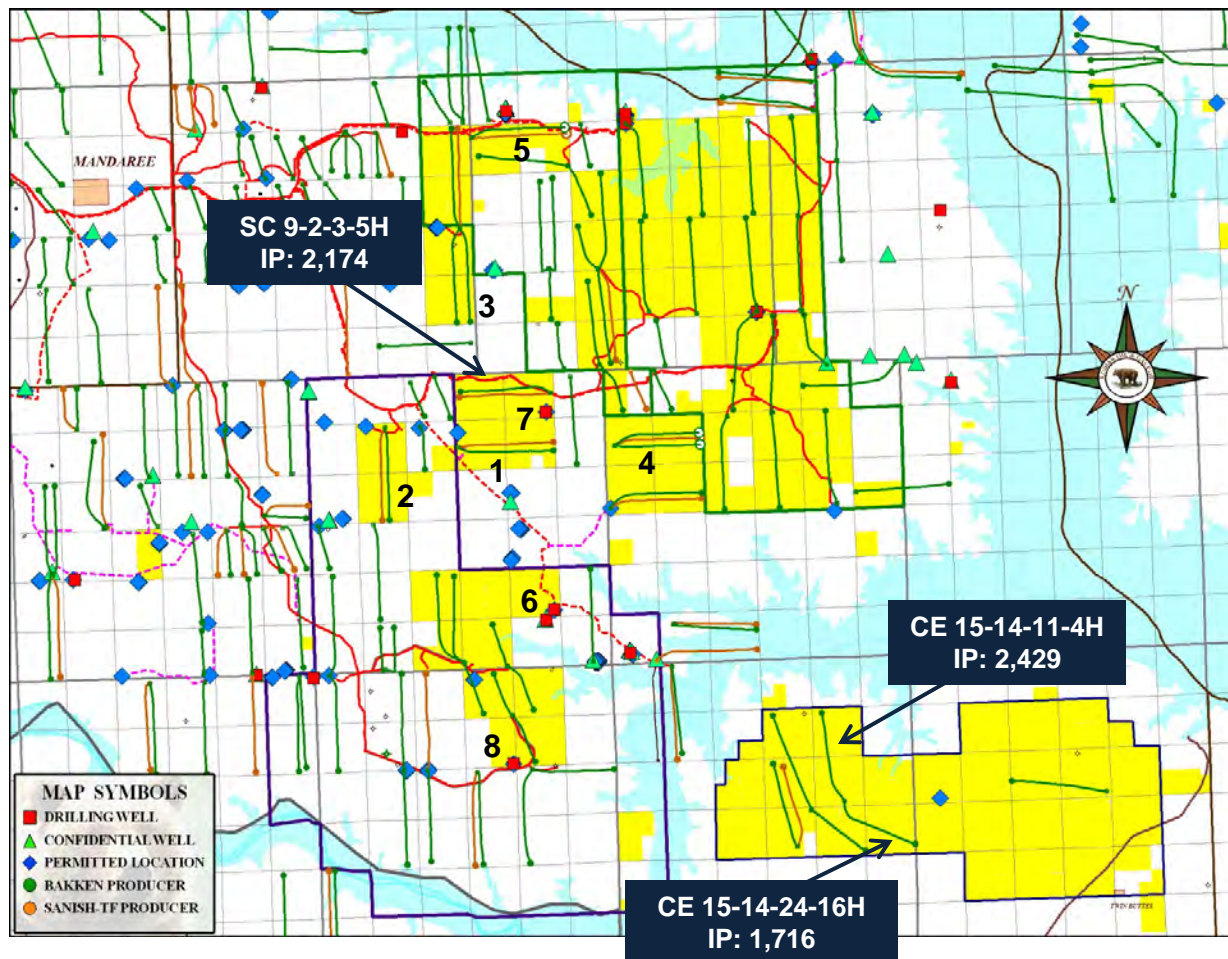 MANDAREE
5
SC 9-2-3-5H
IP: 2,174
3
N
7
1
4
2
6
CE 15-14-11-4H
IP: 2,429
8
MAP SYMBOLS
DRILLING WELL
CONFIDENTIAL WELL
PERMITTED LOCATION
BAKKEN PRODUCER
SANISH-TF PRODUCER
CE 15-14-24-16H
IP: 1,716
TWIN BUTTES